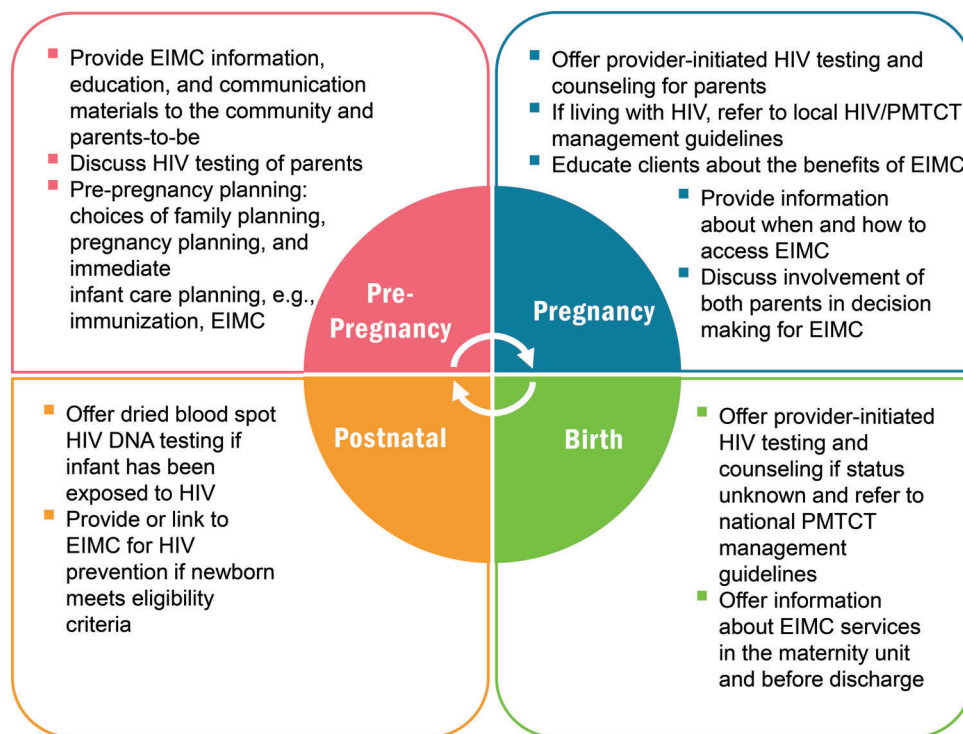 ■ Provide EIMC information,
education, and communication
materials to the community and
parents-to-be
■ Discuss HIV testing of parents
■ Pre-pregnancy planning:
choices of family planning,
pregnancy planning, and
immediate
infant care planning, e.g.,
immunization, EIMC
Pre-
Pregnancy
■ Offer provider-initiated HIV testing and
counseling for parents
■ If living with HIV, refer to local HIV/PMTCT
management guidelines
■ Educate clients about the benefits of EIMC
■ Provide information
about when and how to
access EIMC
■ Discuss involvement of
both parents in decision
making for EIMC
Pregnancy
■ Offer dried blood spot
HIV DNA testing if
infant has been
exposed to HIV
■ Provide or link to
EIMC for HIV
prevention if newborn
meets eligibility
criteria
Postnatal
Birth
■ Offer provider-initiated
HIV testing and
counseling if status
unknown and refer to
national PMTCT
management
guidelines
■ Offer information
about EIMC services
in the maternity unit
and before discharge